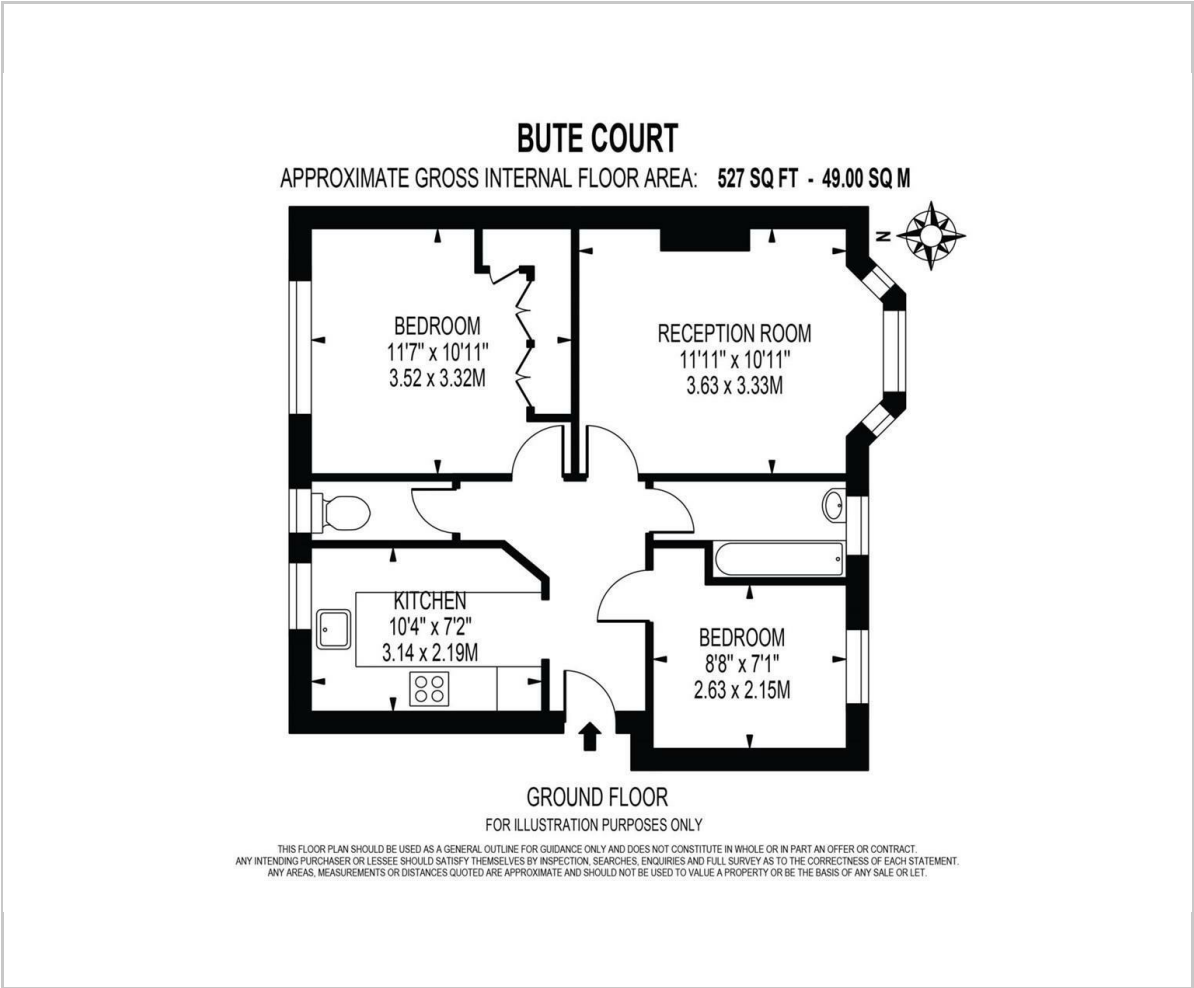 BUTE COURT
APPROXIMATE GROSS INTERNAL FLOOR AREA: 527 SQ FT - 49.00 SQ M
N
BEDROOM
11'7" x 10'11"
3.52 x 3.32M
RECEPTION ROOM
11'11" x 10'11"
3.63 x 3.33M
KITCHEN
10'4" x 7'2"
3.14 x 2.19M
BEDROOM
8'8" x 7'1"
2.63 x 2.15M
GROUND FLOOR
FOR ILLUSTRATION PURPOSES ONLY
THIS FLOOR PLAN SHOULD BE USED AS A GENERAL OUTLINE FOR GUIDANCE ONLY AND DOES NOT CONSTITUTE IN WHOLE OR IN PART AN OFFER OR CONTRACT.
ANY INTENDING PURCHASER OR LESSEE SHOULD SATISFY THEMSELVES BY INSPECTION, SEARCHES, ENQUIRIES AND FULL SURVEY AS TO THE CORRECTNESS OF EACH STATEMENT.
ANY AREAS, MEASUREMENTS OR DISTANCES QUOTED ARE APPROXIMATE AND SHOULD NOT BE USED TO VALUE A PROPERTY OR BE THE BASIS OF ANY SALE OR LET.